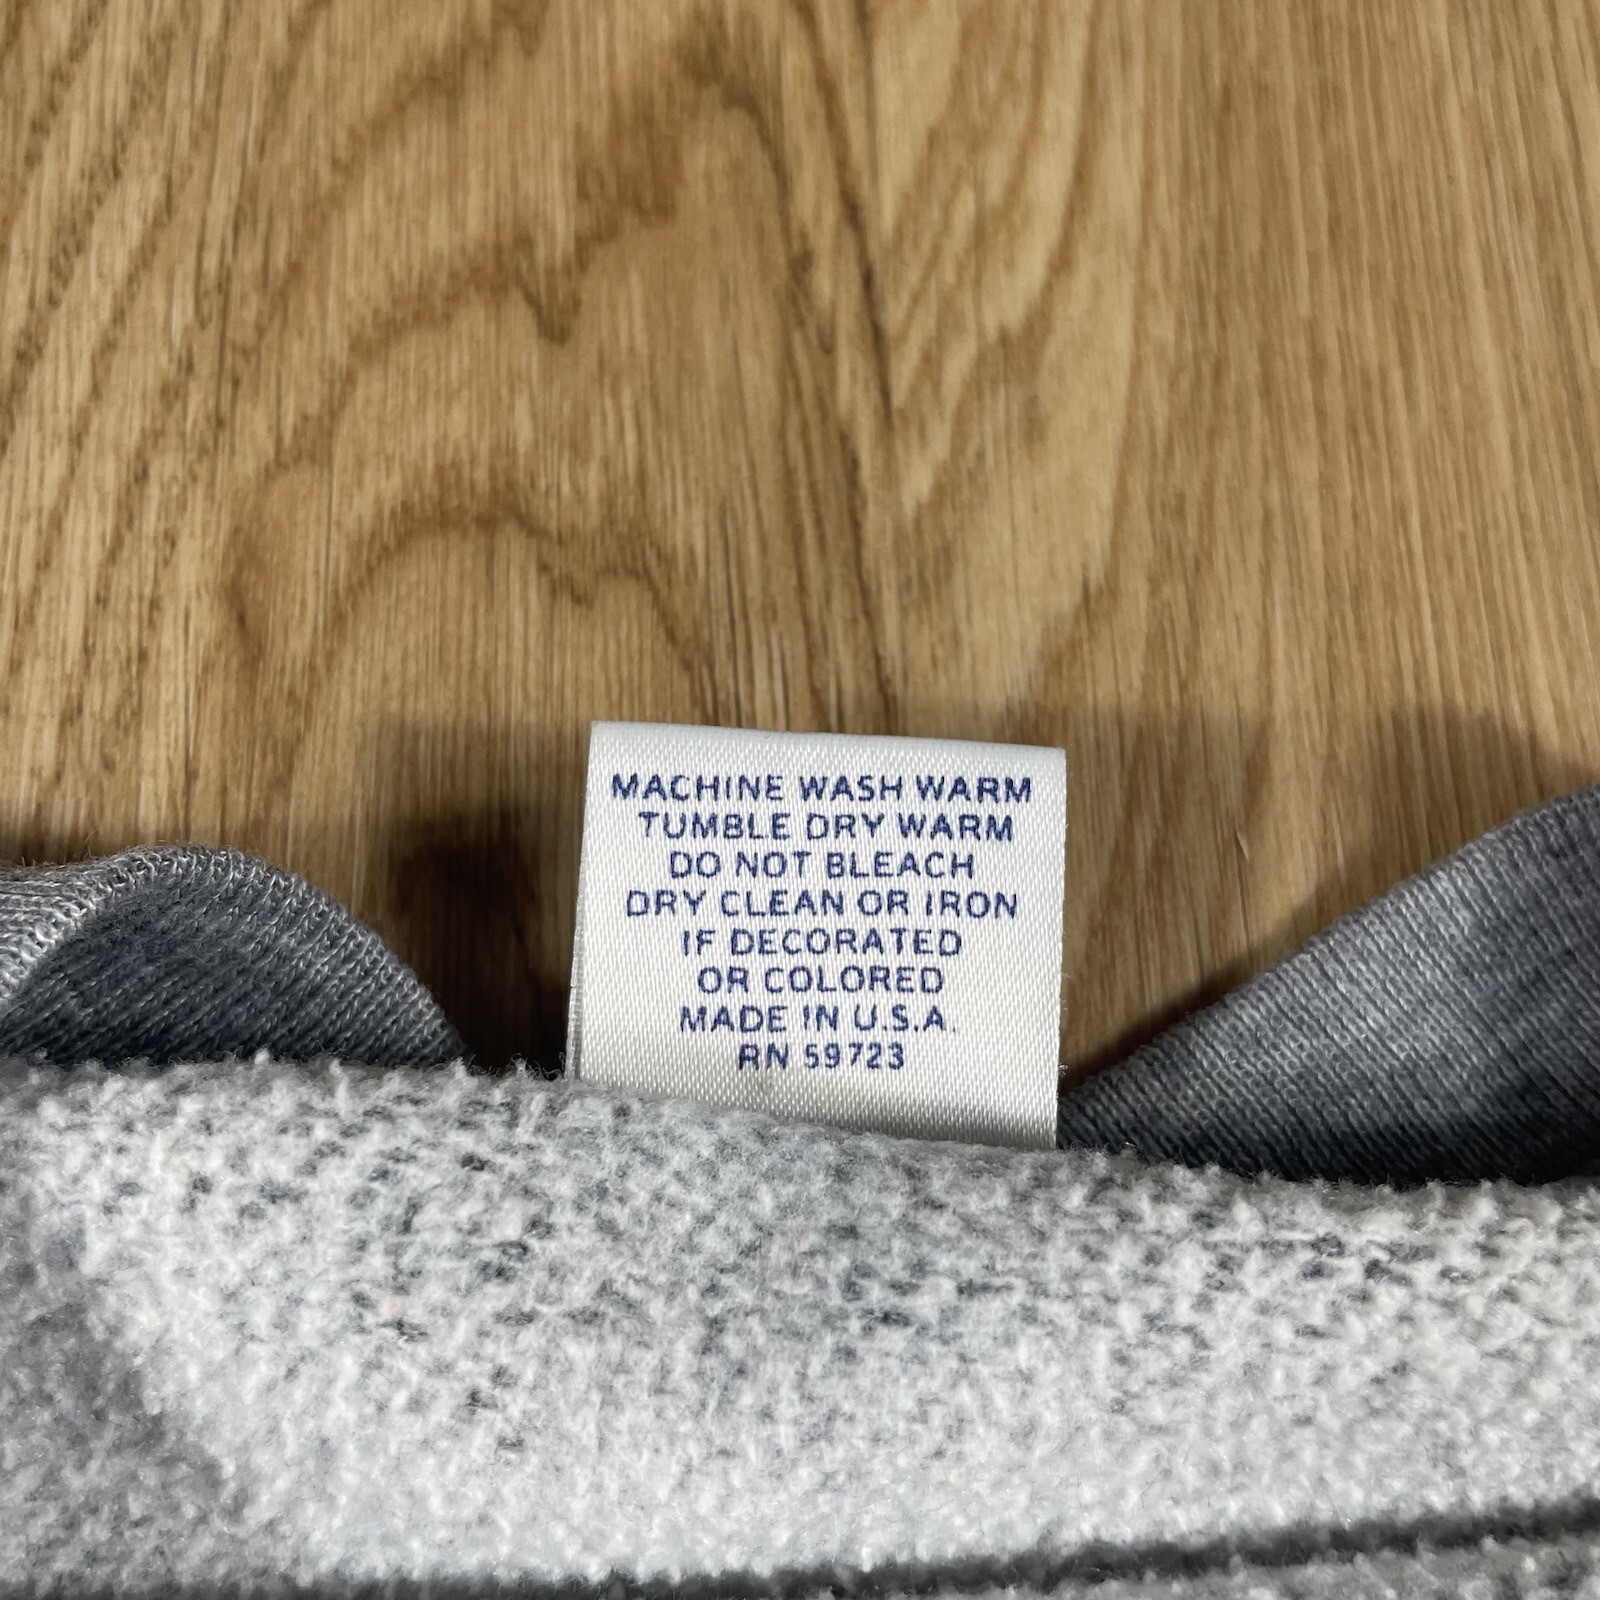 MACHINE WASH WARM
TUMBLE DRY WARM
DO NOT BLEACH
DRY CLEAN OR IRON
IF DECORATED
OR COLORED
MADE IN U.S.A.
RN 59723